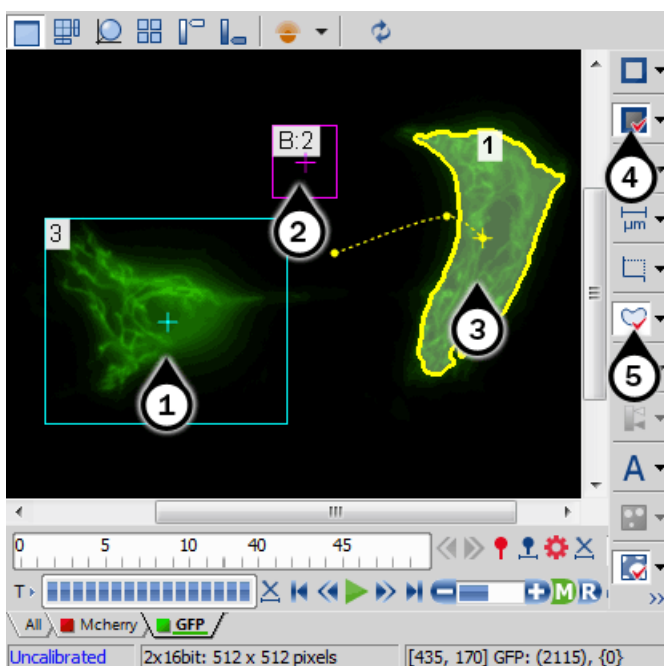 B:2
1
3
2
3
1
4
5
µm
A
0 5 10 40 45
T
M R
All Mcherry GFP
Uncalibrated 2x16bit: 512 x 512 pixels [435, 170] GFP: (2115), {0}